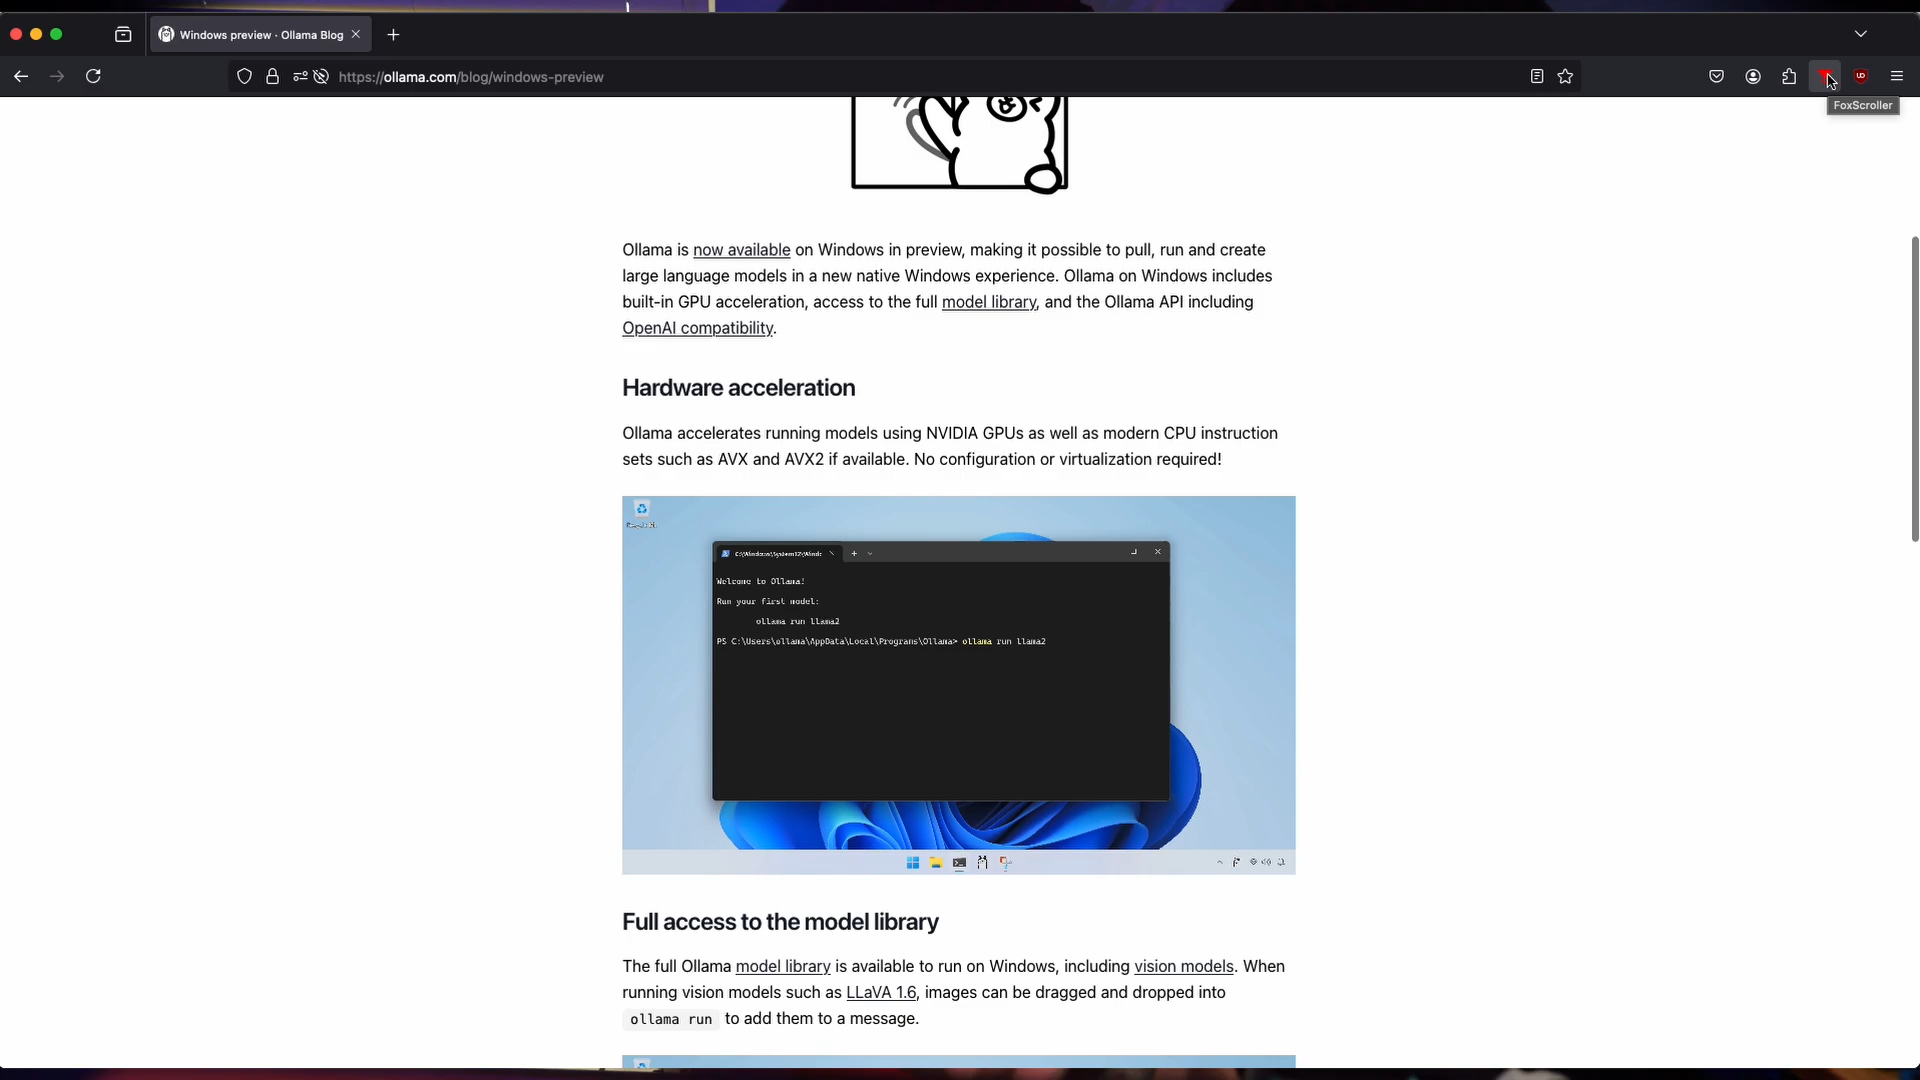 Windows preview · Ollama Blog
https://ollama.com/blog/windows-preview
FoxScroller
Ollama is now available on Windows in preview, making it possible to pull, run and create
large language models in a new native Windows experience. Ollama on Windows includes
built-in GPU acceleration, access to the full model library, and the Ollama API including
OpenAI compatibility.
Hardware acceleration
Ollama accelerates running models using NVIDIA GPUs as well as modern CPU instruction
sets such as AVX and AVX2 if available. No configuration or virtualization required!
Welcome to Ollama!
Run your first model:
ollama run llama2
PS C:\Users\ollama\AppData\Local\Programs\Ollama> ollama run llama2
Full access to the model library
The full Ollama model library is available to run on Windows, including vision models. When
running vision models such as LLaVA 1.6, images can be dragged and dropped into
ollama run to add them to a message.